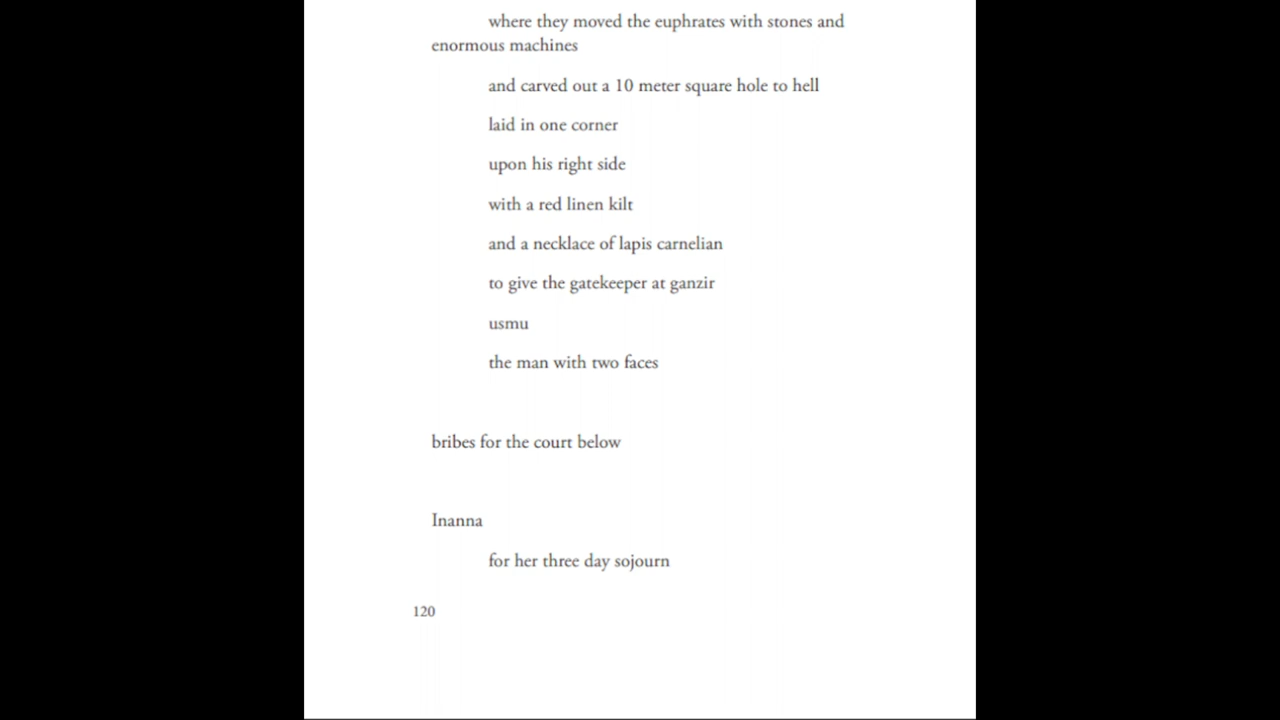 where they moved the euphrates with stones and
enormous machines
and carved out a 10 meter square hole to hell
laid in one corner
upon his right side
with a red linen kilt
and a necklace of lapis carnelian
to give the gatekeeper at ganzir
usmu
the man with two faces
bribes for the court below
Inanna
for her three day sojourn
120